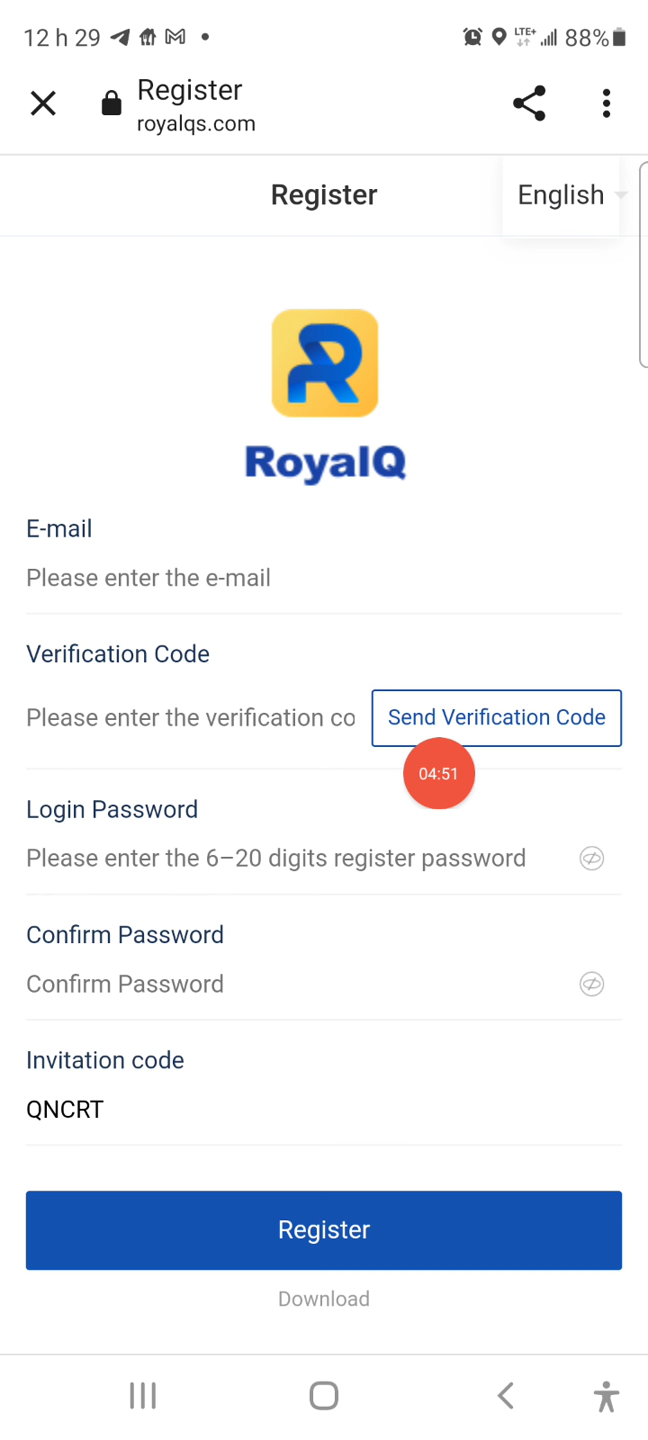 12 h 29 88%
LTE+
Register
royalqs.com
Register English
RoyalQ
E-mail
Please enter the e-mail
Verification Code
Please enter the verification co Send Verification Code
04:51
Login Password
Please enter the 6–20 digits register password
Confirm Password
Confirm Password
Invitation code
QNCRT
Register
Download